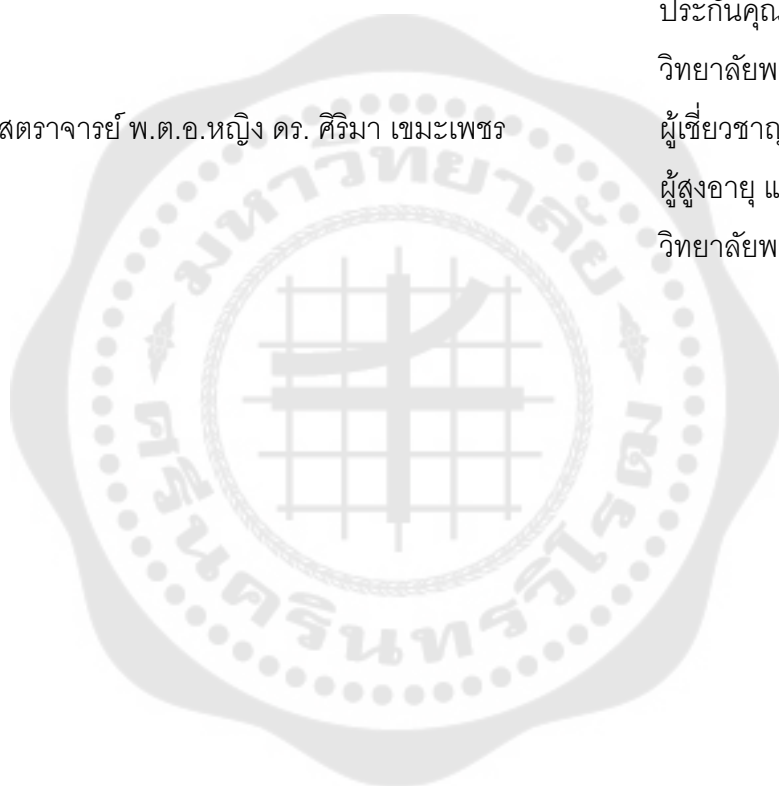 ประกันคุณ
วิทยาลัยพ
สตราจารย์ พ.ต.อ.หญิง ดร. ศิริมา เขมะเพชร ผู้เชี่ยวชาญ
ผู้สูงอายุ แ
วิทยาลัยพ
มหาวิทยาลัย
ศรีนครินทรวิโรฒ